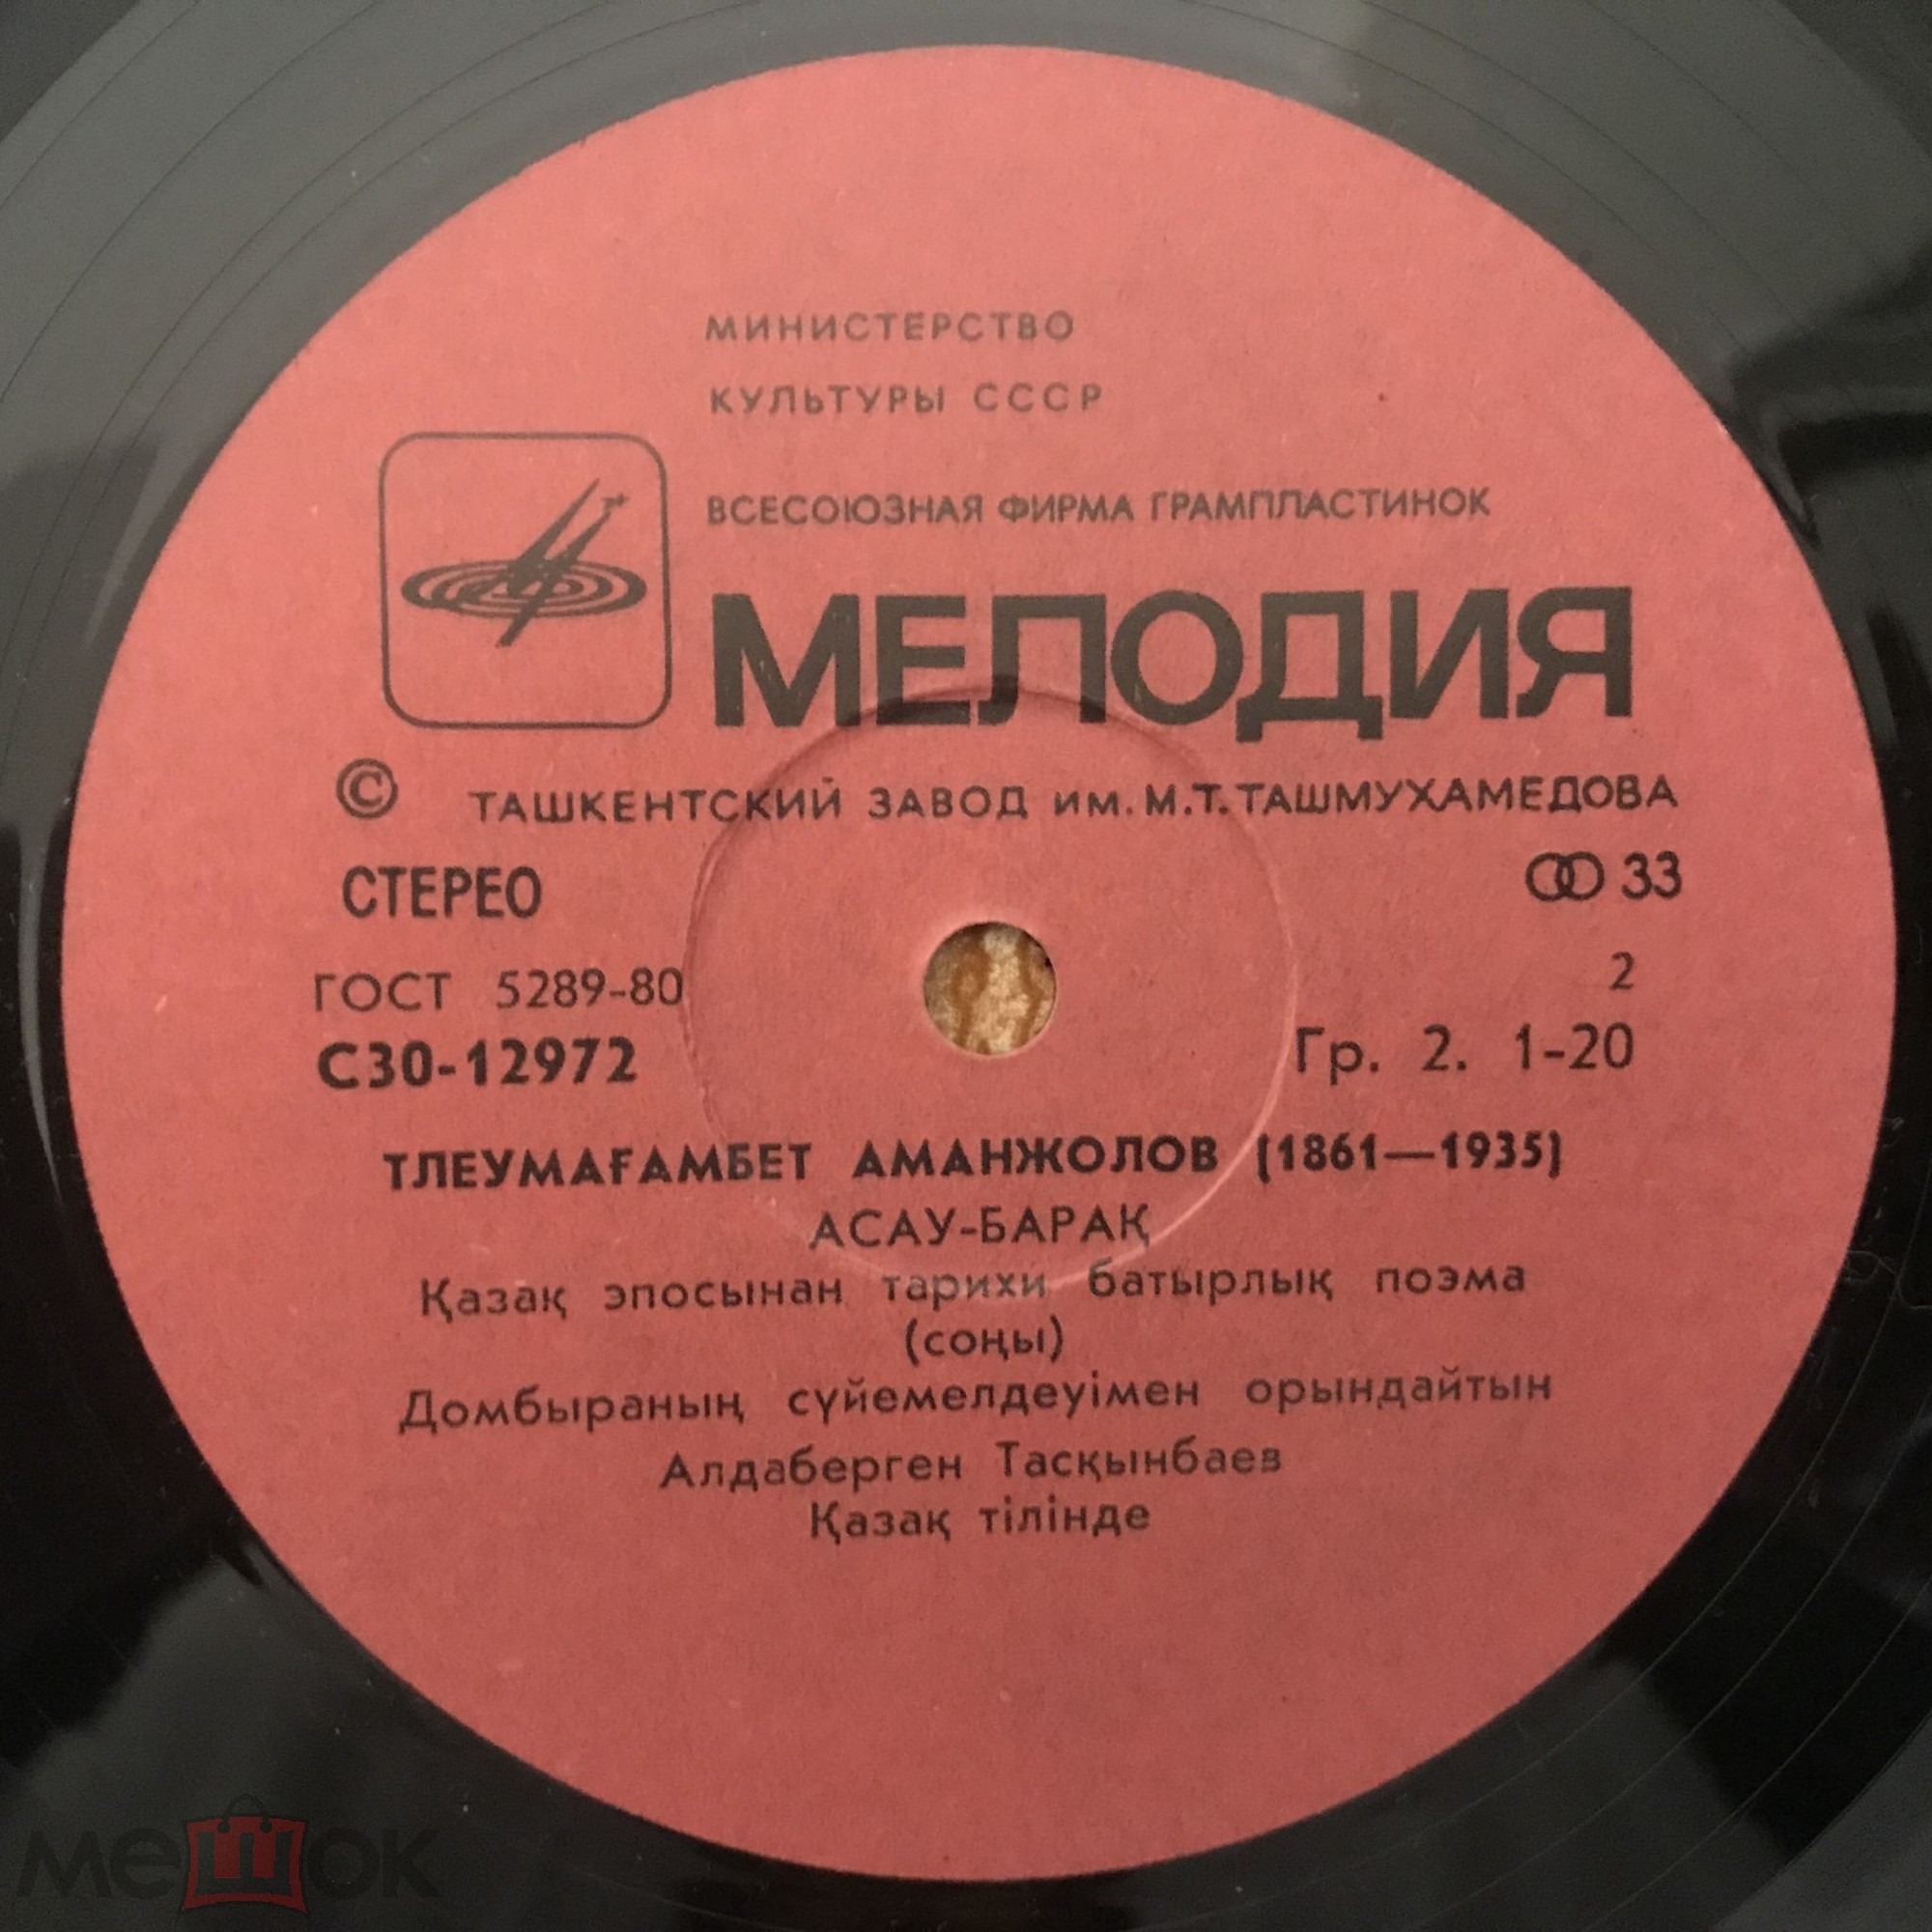 МИНИСТЕРСТВО
КУЛЬТУРЫ СССР
ВСЕСОЮЗНАЯ ФИРМА ГРАМПЛАСТИНОК
МЕЛОДИЯ
© ТАШКЕНТСКИЙ ЗАВОД им. М.Т. ТАШМУХАМЕДОВА
СТЕРЕО 33
ГОСТ 5289-80 2
С30-12972 Гр. 2. 1-20
ТЛЕУМАҒАМБЕТ АМАНЖОЛОВ (1861—1935)
АСАУ-БАРАҚ
Қазақ эпосынан тарихи батырлық поэма
(соңы)
Домбыраның сүйемелдеуімен орындайтын
Алдаберген Тасқынбаев
Қазақ тілінде
мешок